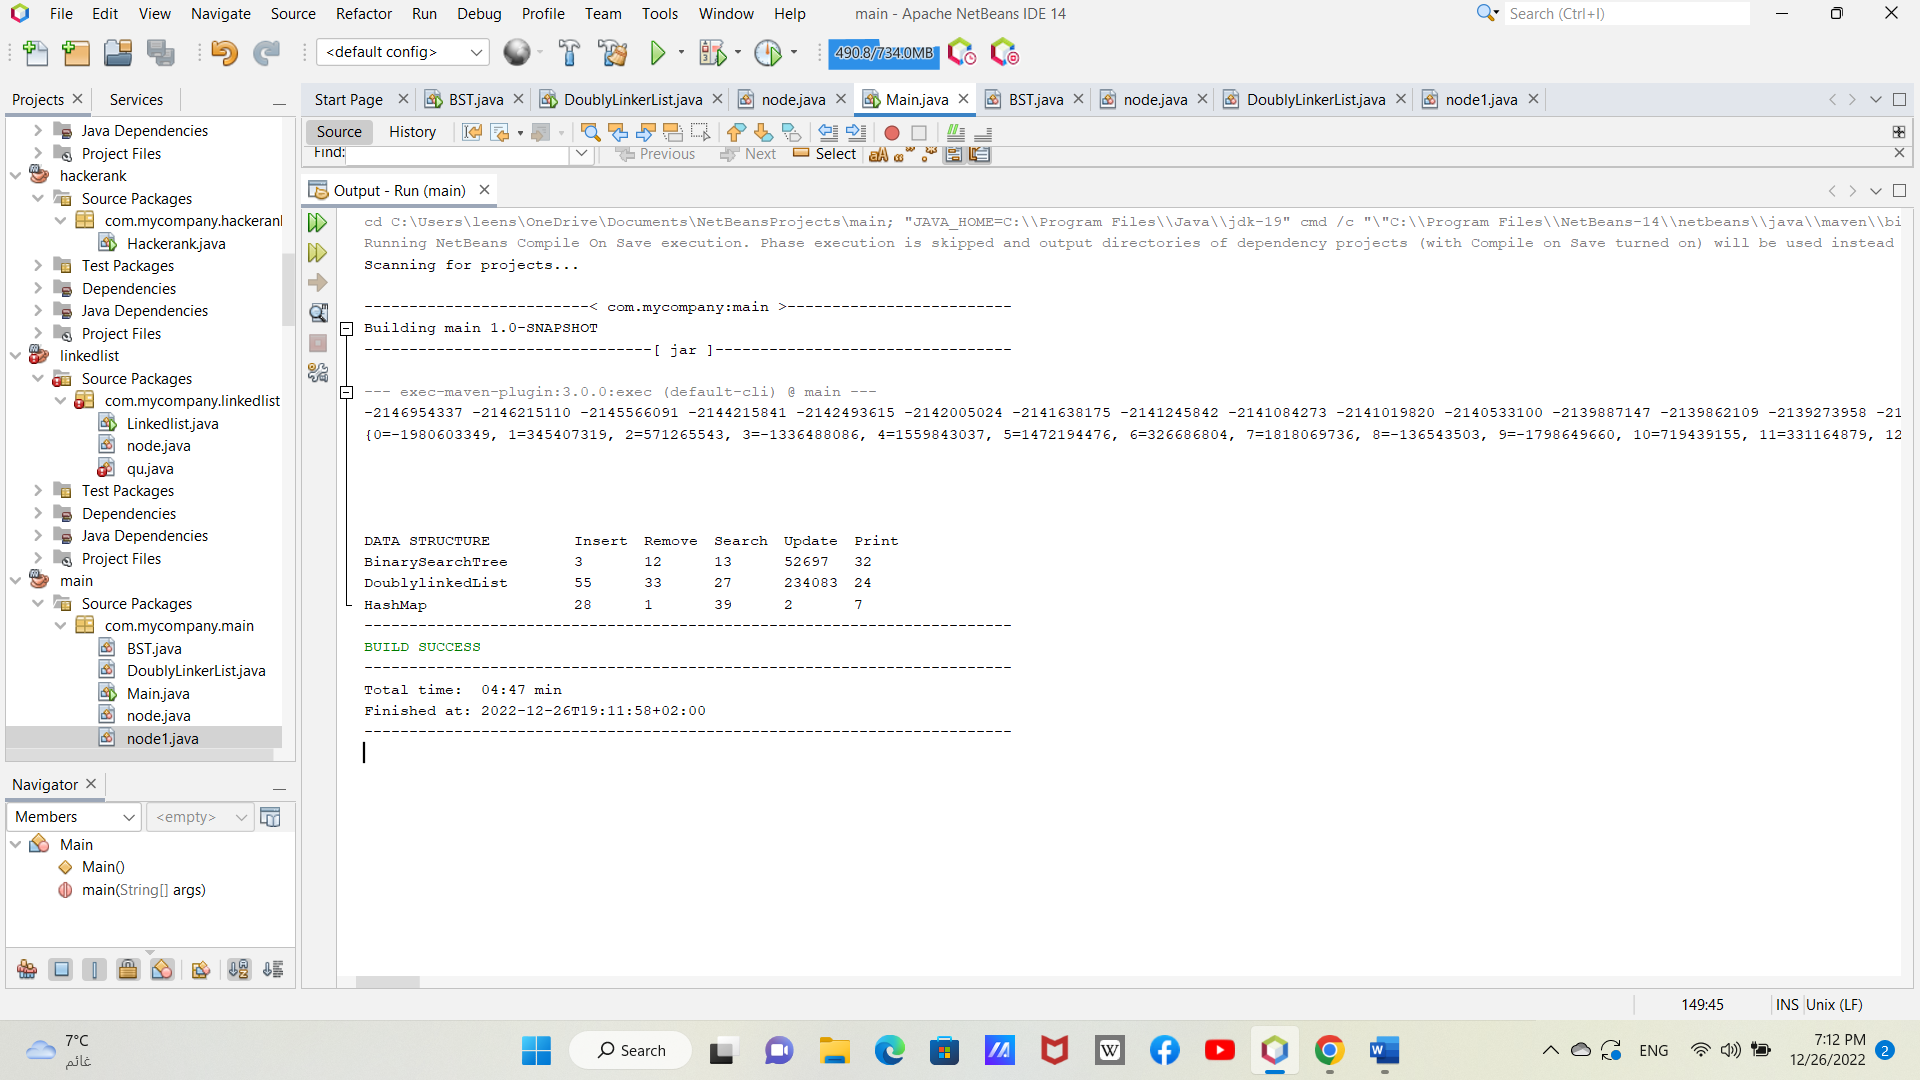 File Edit View Navigate Source Refactor Run Debug Profile Team Tools Window Help main - Apache NetBeans IDE 14 Search (Ctrl+I)
<default config> 490.8/734.0MB
Projects Services
Start Page BST.java DoublyLinkerList.java node.java Main.java BST.java node.java DoublyLinkerList.java node1.java
Source History
Find: Previous Next Select
Output - Run (main)
Java Dependencies
Project Files
hackerank
Source Packages
com.mycompany.hackerank
Hackerank.java
Test Packages
Dependencies
Java Dependencies
Project Files
linkedlist
Source Packages
com.mycompany.linkedlist
Linkedlist.java
node.java
qu.java
Test Packages
Dependencies
Java Dependencies
Project Files
main
Source Packages
com.mycompany.main
BST.java
DoublyLinkerList.java
Main.java
node.java
node1.java
cd C:\Users\leens\OneDrive\Documents\NetBeansProjects\main; "JAVA_HOME=C:\\Program Files\\Java\\jdk-19" cmd /c "\"C:\\Program Files\\NetBeans-14\\netbeans\\java\\maven\\bi
Running NetBeans Compile On Save execution. Phase execution is skipped and output directories of dependency projects (with Compile on Save turned on) will be used instead
Scanning for projects...
------------------------< com.mycompany:main >-------------------------
Building main 1.0-SNAPSHOT
--------------------------------[ jar ]---------------------------------
--- exec-maven-plugin:3.0.0:exec (default-cli) @ main ---
-2146954337 -2146215110 -2145566091 -2144215841 -2142493615 -2142005024 -2141638175 -2141245842 -2141084273 -2141019820 -2140533100 -2139887147 -2139862109 -2139273958 -21
{0=-1980603349, 1=345407319, 2=571265543, 3=-1336488086, 4=1559843037, 5=1472194476, 6=326686804, 7=1818069736, 8=-136543503, 9=-1798649660, 10=719439155, 11=331164879, 12
DATA STRUCTURE Insert Remove Search Update Print
BinarySearchTree 3 12 13 52697 32
DoublylinkedList 55 33 27 234083 24
HashMap 28 1 39 2 7
------------------------------------------------------------------------
BUILD SUCCESS
------------------------------------------------------------------------
Total time: 04:47 min
Finished at: 2022-12-26T19:11:58+02:00
------------------------------------------------------------------------
Navigator
Members <empty>
Main
Main()
main(String[] args)
149:45 INS Unix (LF)
7°C
غائم
Search
ENG
7:12 PM
12/26/2022
2